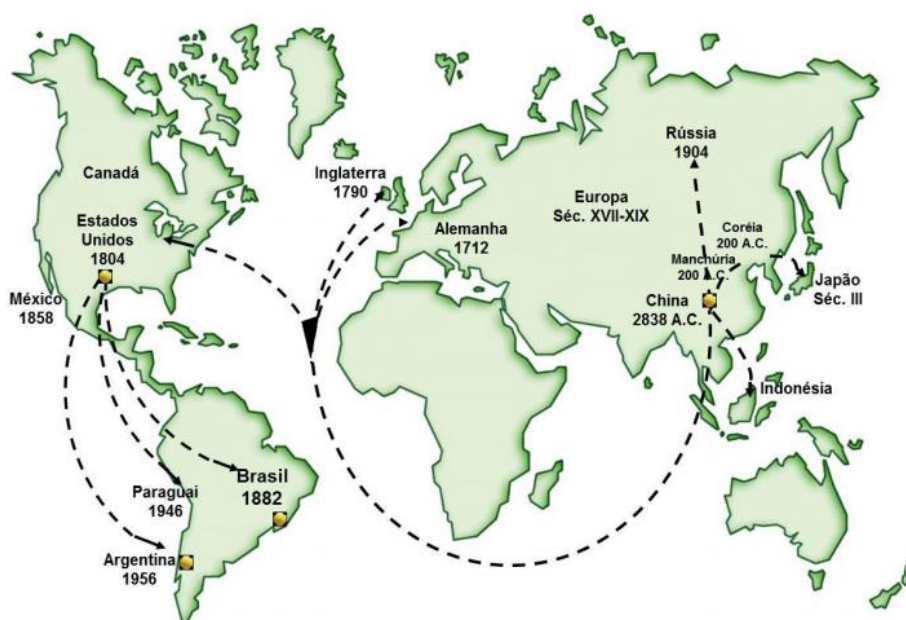 Canadá
Estados
Unidos
1804
México
1858
Inglaterra
1790
Alemanha
1712
Europa
Séc. XVII-XIX
Rússia
1904
Coréia
200 A.C.
Manchúria
200 A.C.
China
2838 A.C.
Japão
Séc. III
Indonésia
Brasil
1882
Paraguai
1946
Argentina
1956